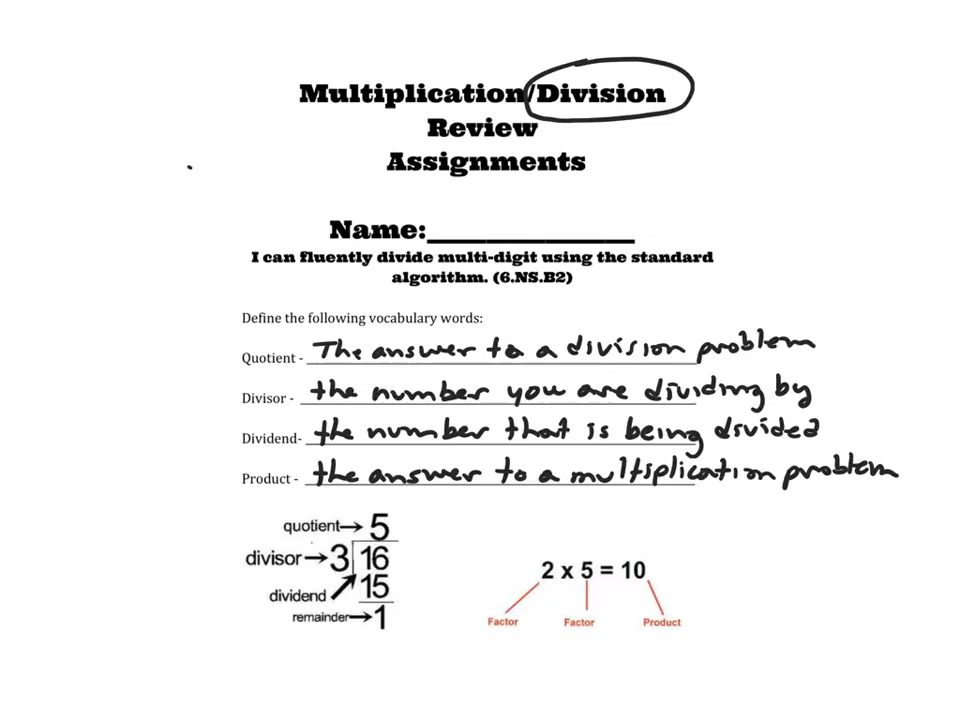 Multiplication/Division
Review
Assignments
Name:_______________
I can fluently divide multi-digit using the standard
algorithm. (6.NS.B2)
Define the following vocabulary words:
Quotient - The answer to a division problem
Divisor - the number you are dividing by
Dividend- the number that is being divided
Product - the answer to a multiplication problem
quotient→ 5
divisor→3 16
dividend 15
remainder→1
2 x 5 = 10
Factor Factor Product